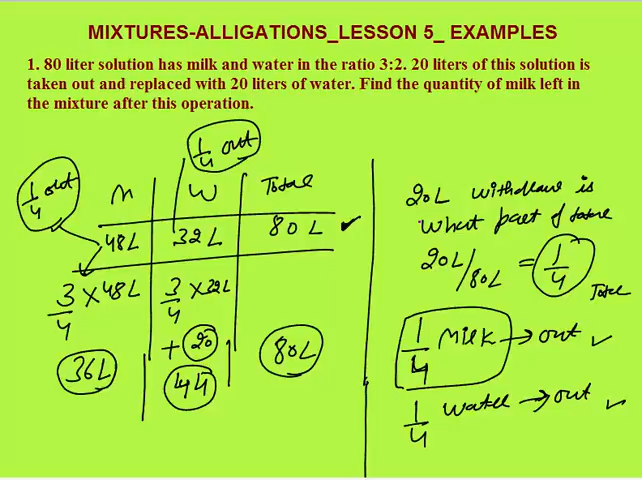 MIXTURES-ALLIGATIONS_LESSON 5_ EXAMPLES
1. 80 liter solution has milk and water in the ratio 3:2. 20 liters of this solution is
taken out and replaced with 20 liters of water. Find the quantity of milk left in
the mixture after this operation.
1/4 out
1/4 out
M W Total
48L 32L 80L ✔
3/4 X 48L 3/4 X 32L
+ 20
36L 44 80L
20L withdrawn is
what part of total
20L/80L = 1/4 Total
1/4 Milk → out ✓
1/4 water → out ✓